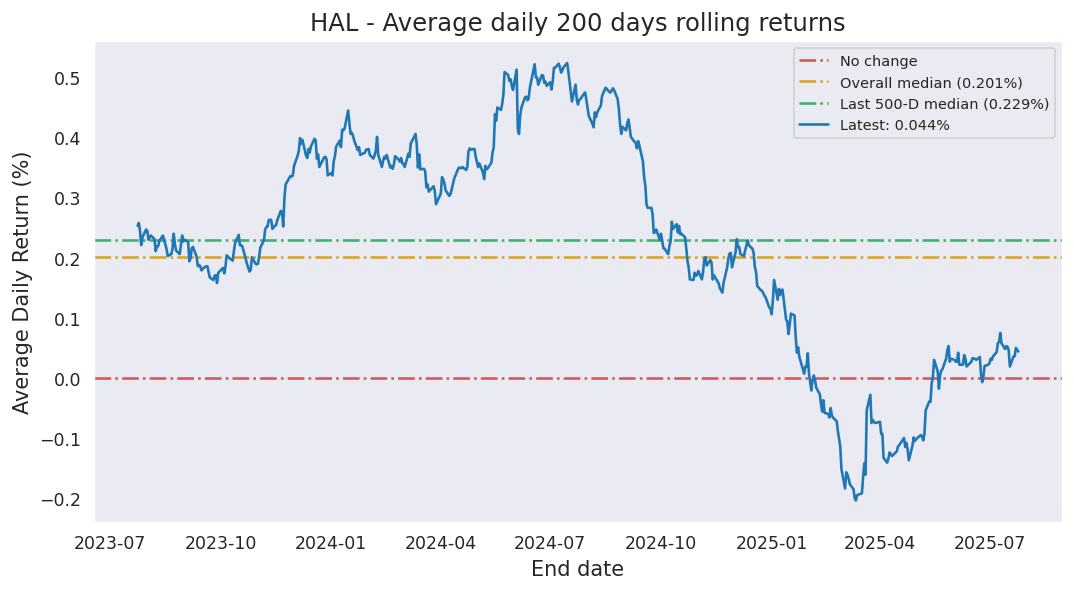 HAL - Average daily 200 days rolling returns
No change
Overall median (0.201%)
Last 500-D median (0.229%)
Latest: 0.044%
Average Daily Return (%)
0.5
0.4
0.3
0.2
0.1
0.0
−0.1
−0.2
2023-07 2023-10 2024-01 2024-04 2024-07 2024-10 2025-01 2025-04 2025-07
End date